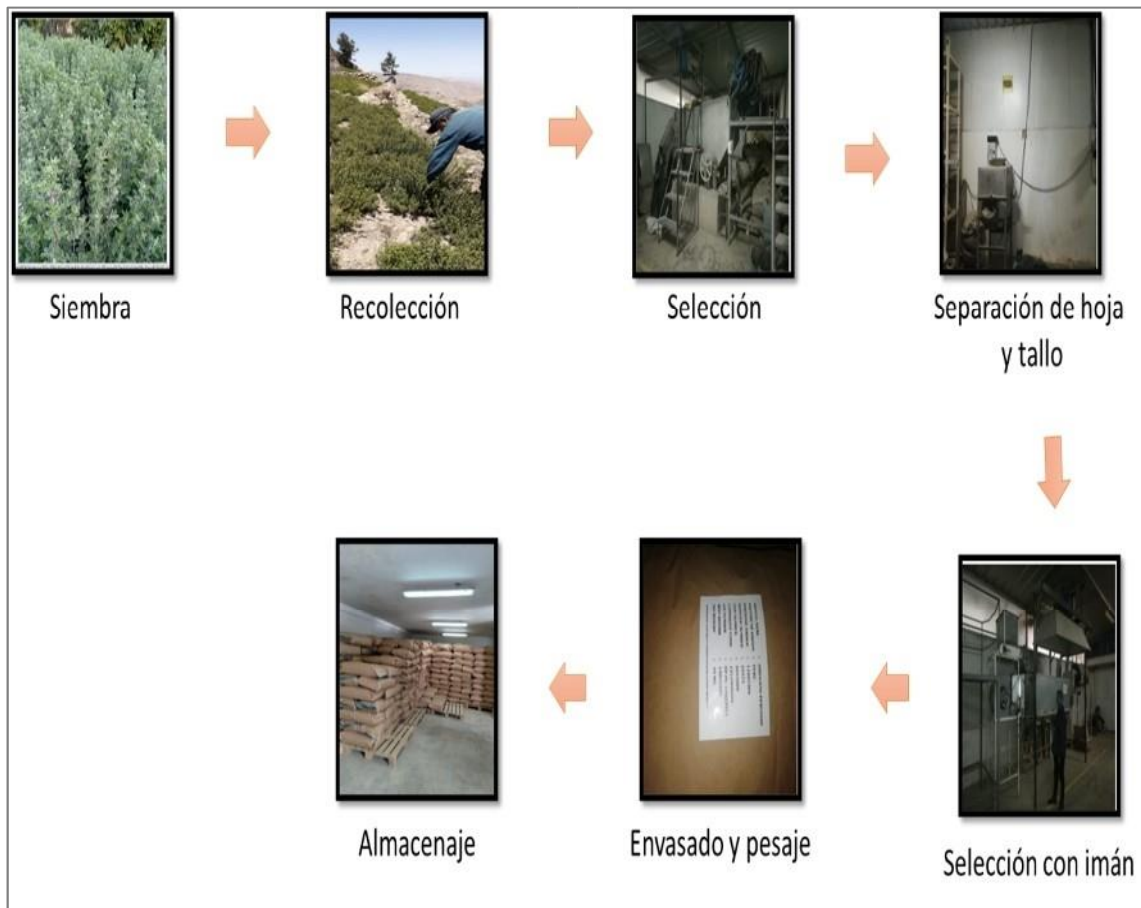 Siembra
Recolección
Selección
Separación de hoja
y tallo
Almacenaje
Envasado y pesaje
Selección con imán